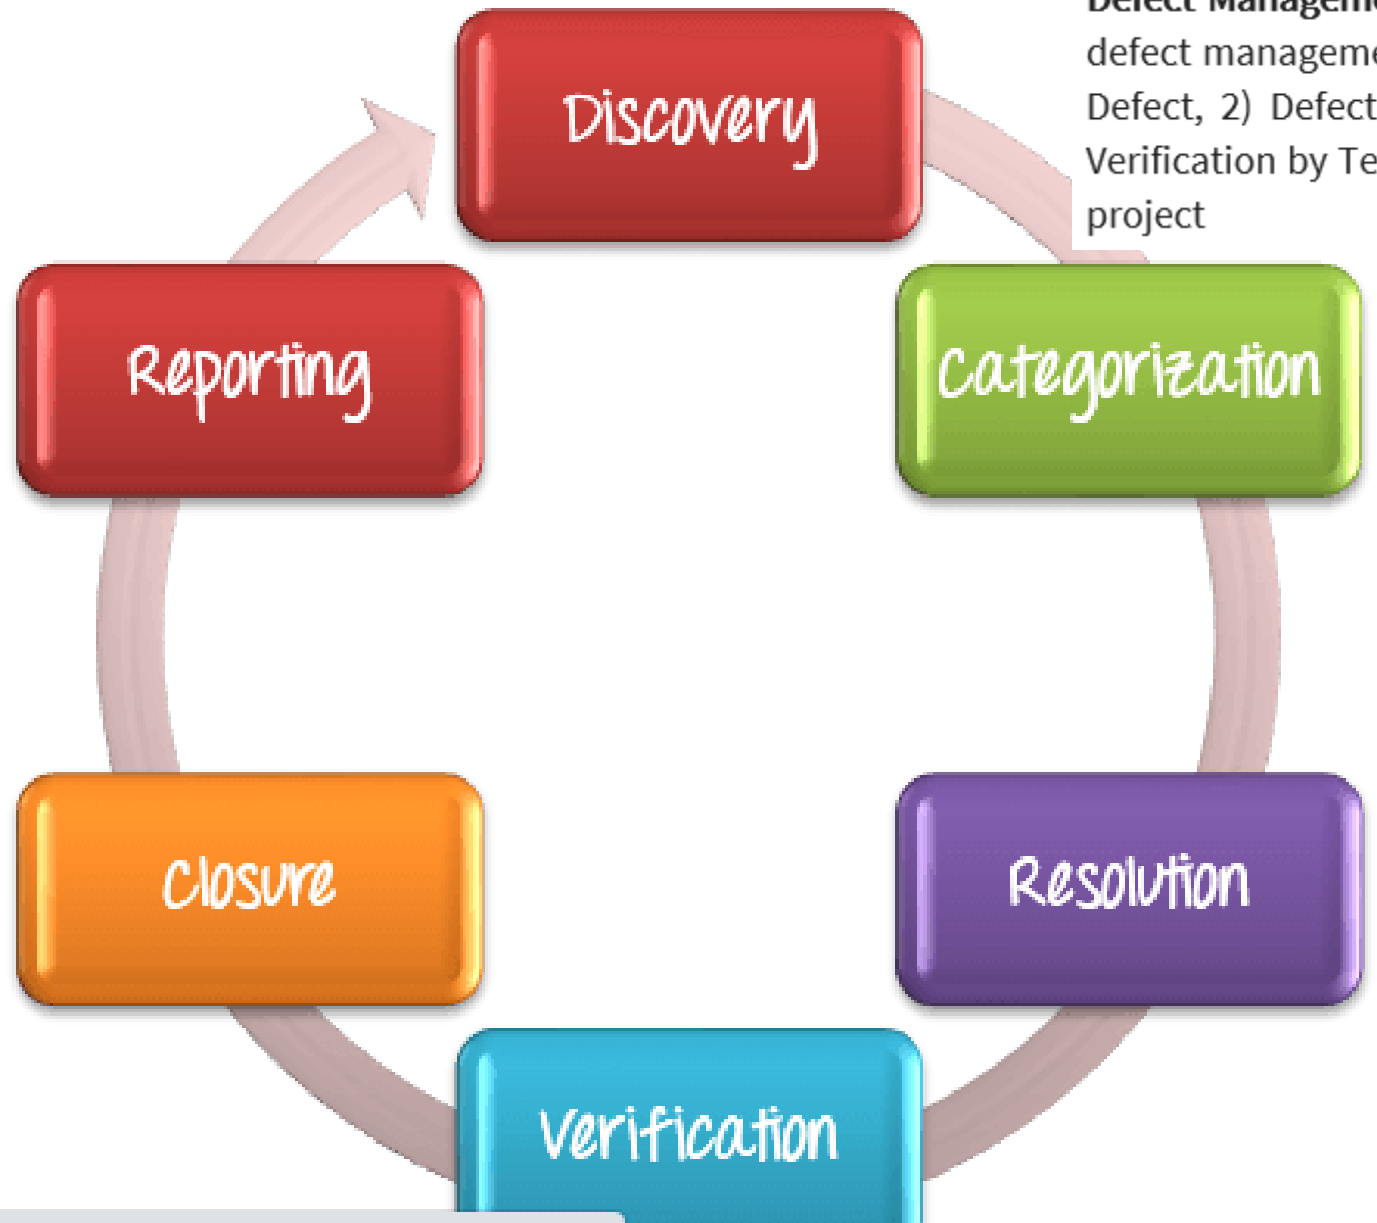 defect manageme
Defect, 2) Defect
Verification by Te
project
Discovery
Categorization
Reporting
Resolution
Closure
Verification